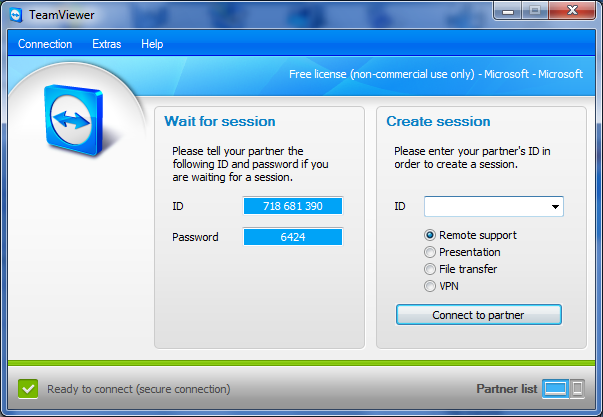 TeamViewer
Connection Extras Help
Free license (non-commercial use only) - Microsoft - Microsoft
Wait for session
Please tell your partner the
following ID and password if you
are waiting for a session.
ID 718 681 390
Password 6424
Create session
Please enter your partner's ID in
order to create a session.
ID
Remote support
Presentation
File transfer
VPN
Connect to partner
Ready to connect (secure connection)
Partner list